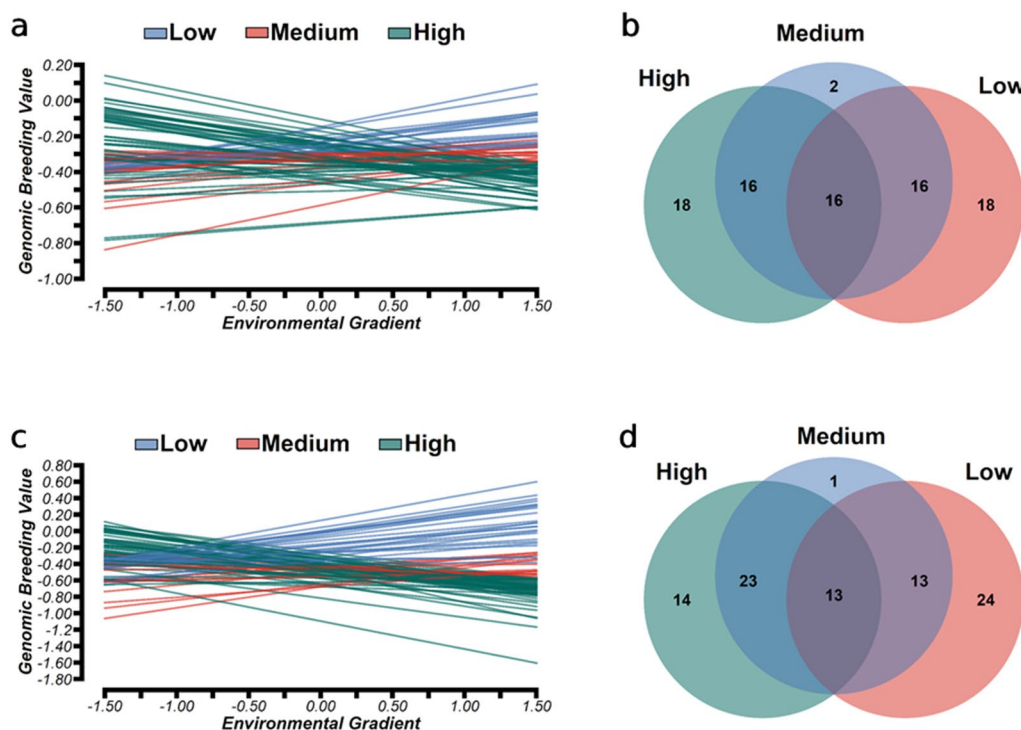 a
Low Medium High
Genomic Breeding Value
0.20
0.00
-0.20
-0.40
-0.60
-0.80
-1.00
-1.50 -1.00 -0.50 0.00 0.50 1.00 1.50
Environmental Gradient
b
Medium
High
Low
2
16 16
18 16 18
c
Low Medium High
Genomic Breeding Value
0.80
0.60
0.40
0.20
0.00
-0.20
-0.40
-0.60
-0.80
-1.00
-1.2
-1.40
-1.60
-1.80
-1.50 -1.00 -0.50 0.00 0.50 1.00 1.50
Environmental Gradient
d
Medium
High Low
1
23 13
14 13 24